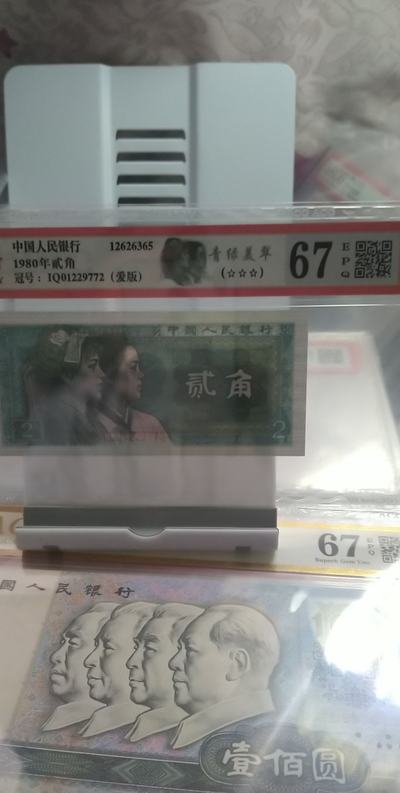 中国人民银行 12626365
1980年贰角
冠号：IQ01229772（爱版）
青绿美翠
(☆☆☆)
67
EPQ
中国人民银行
贰角
2 2
67
EPQ
Superb Gem Unc
国人民银行
壹佰圆